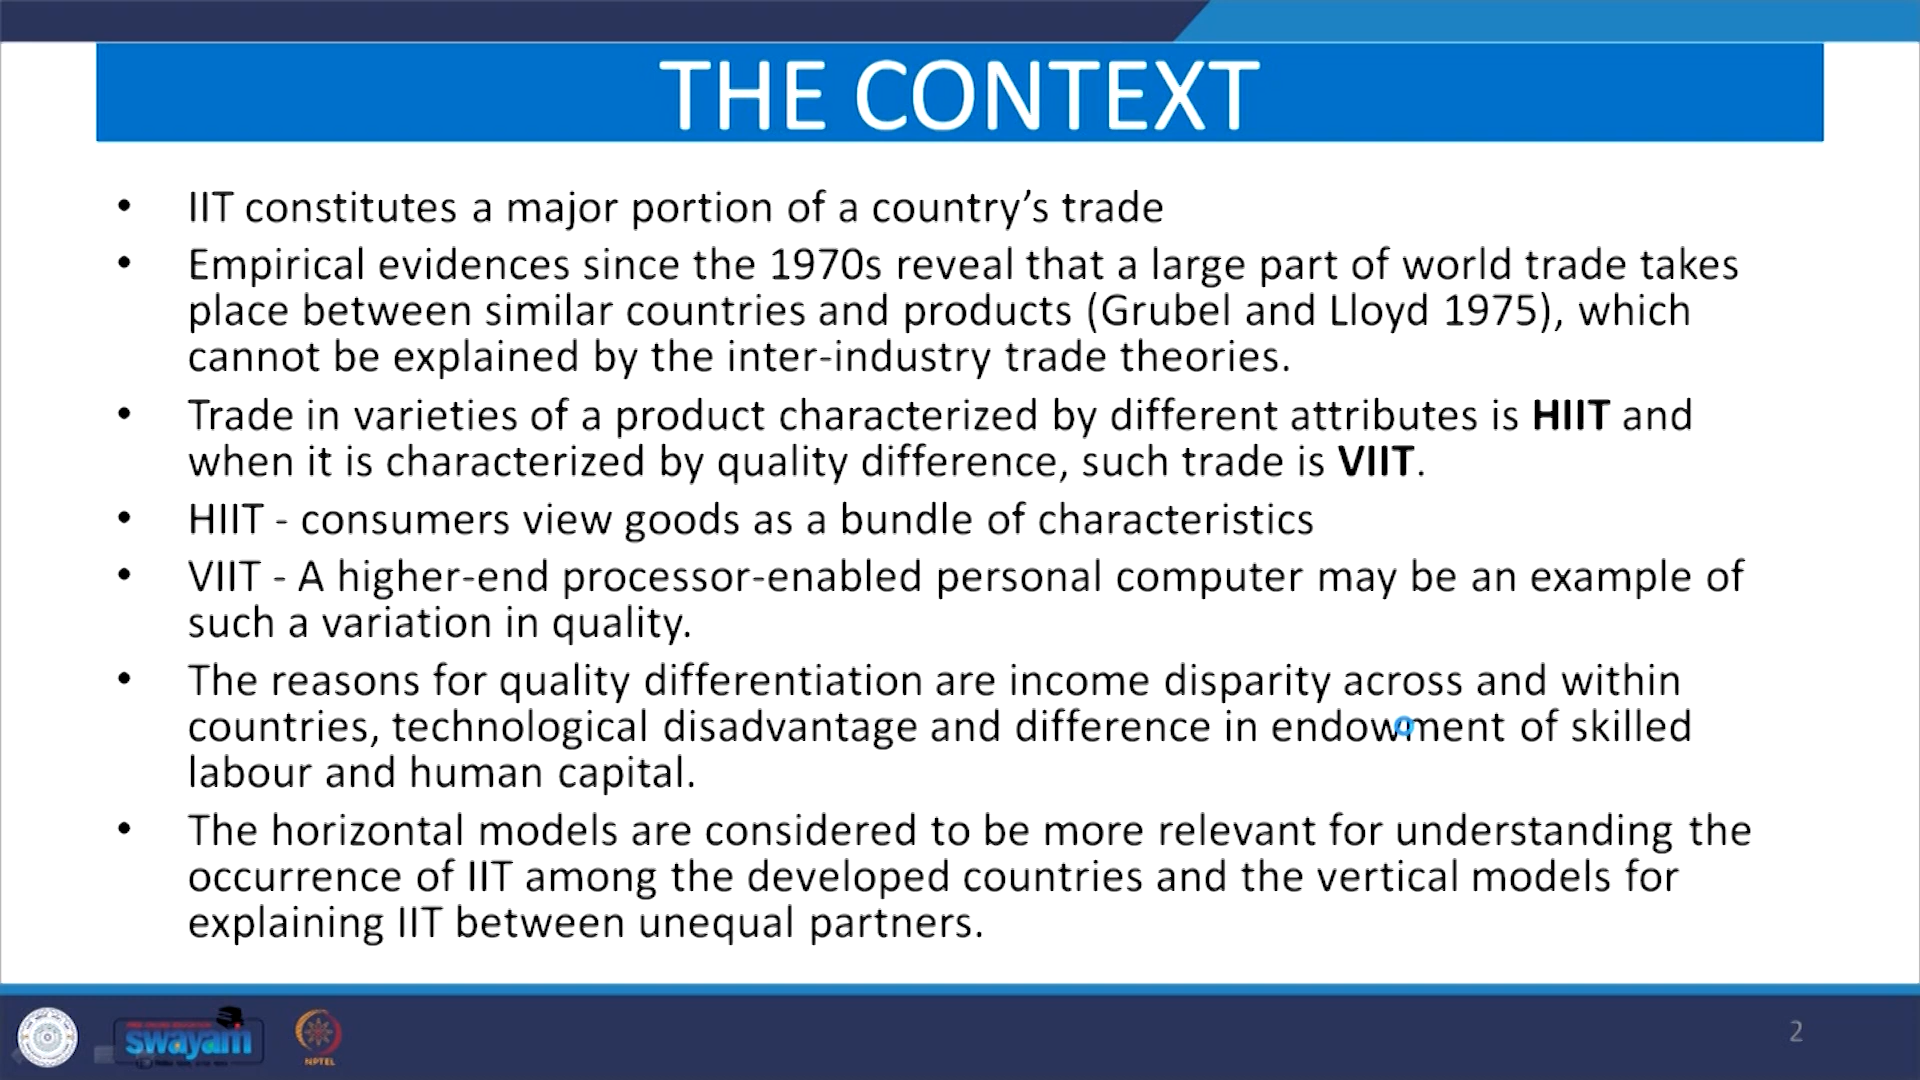 THE CONTEXT
• IIT constitutes a major portion of a country’s trade
• Empirical evidences since the 1970s reveal that a large part of world trade takes
place between similar countries and products (Grubel and Lloyd 1975), which
cannot be explained by the inter-industry trade theories.
• Trade in varieties of a product characterized by different attributes is HIIT and
when it is characterized by quality difference, such trade is VIIT.
• HIIT - consumers view goods as a bundle of characteristics
• VIIT - A higher-end processor-enabled personal computer may be an example of
such a variation in quality.
• The reasons for quality differentiation are income disparity across and within
countries, technological disadvantage and difference in endowment of skilled
labour and human capital.
• The horizontal models are considered to be more relevant for understanding the
occurrence of IIT among the developed countries and the vertical models for
explaining IIT between unequal partners.
swayam
NPTEL
2